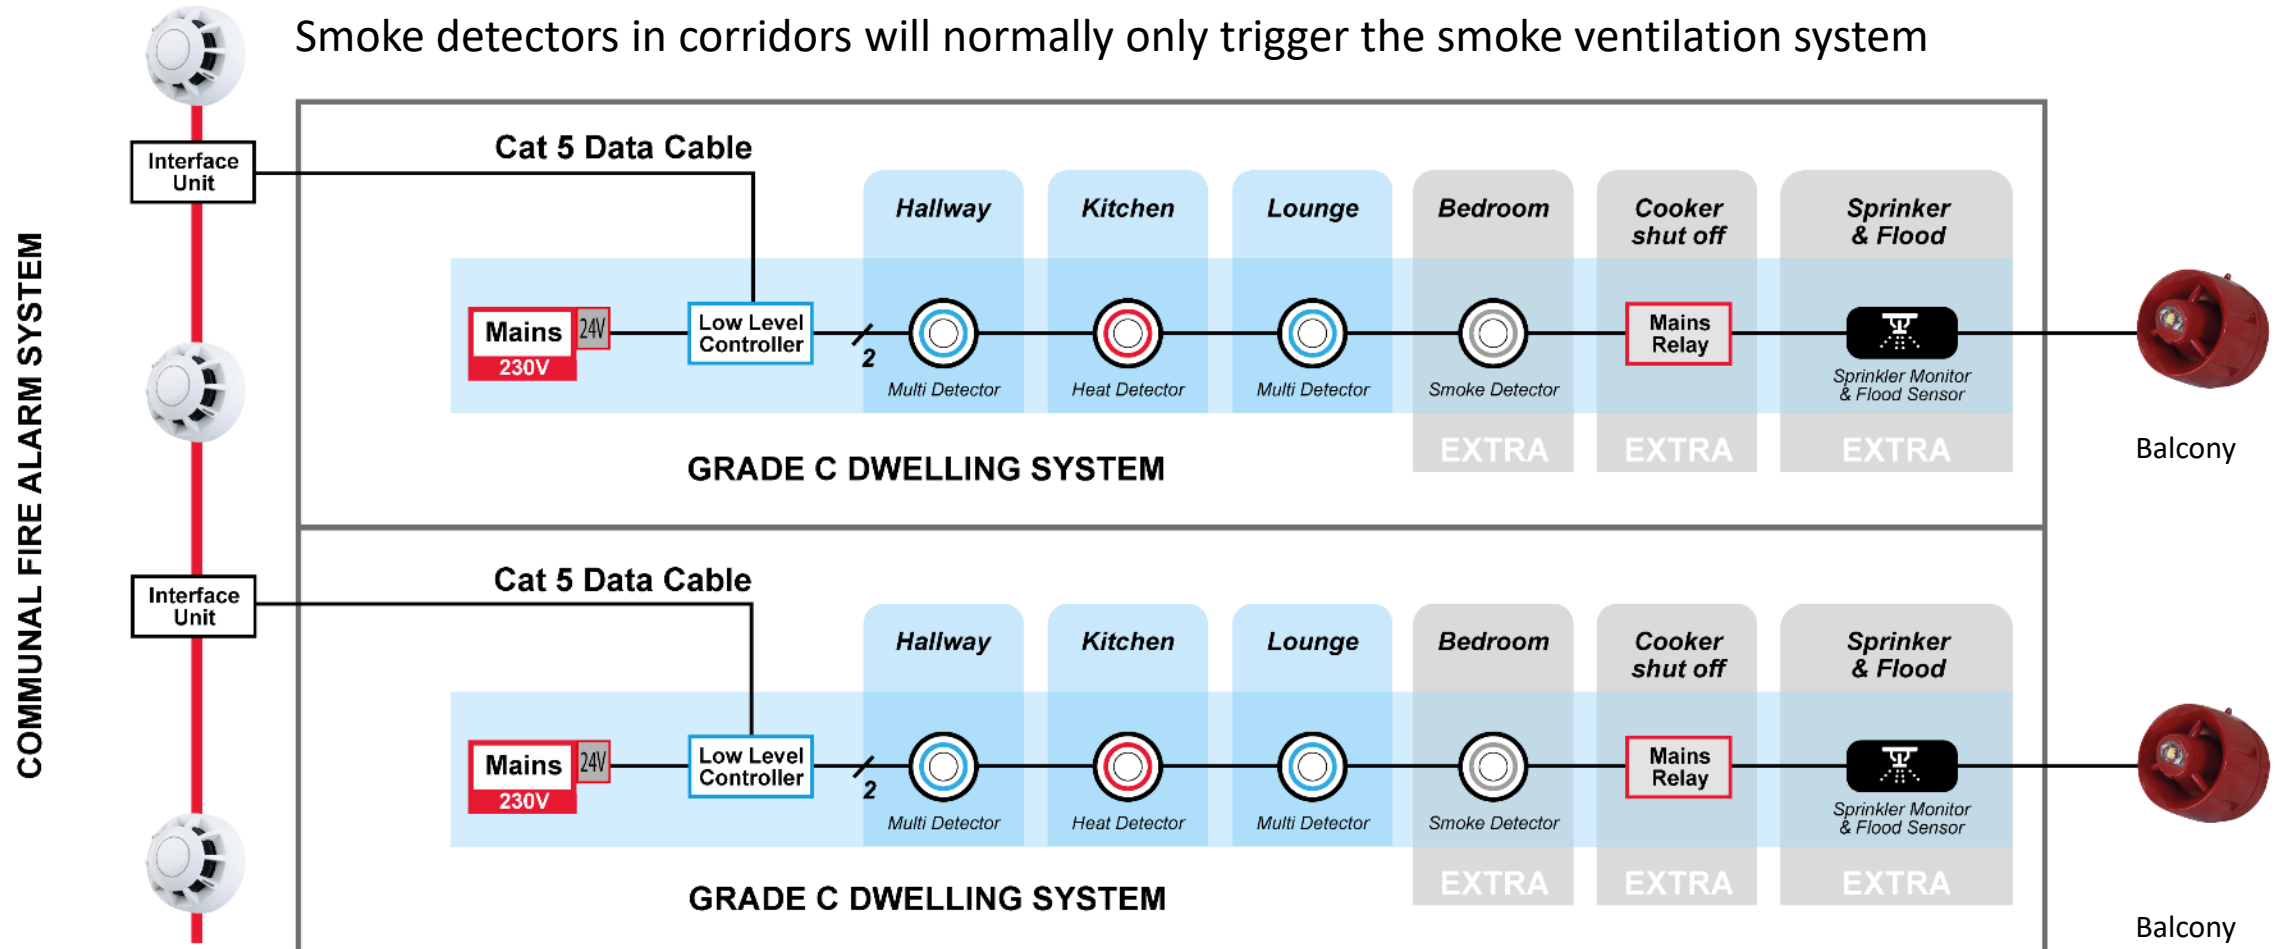 Smoke detectors in corridors will normally only trigger the smoke ventilation system
COMMUNAL FIRE ALARM SYSTEM
Interface
Unit
Cat 5 Data Cable
Hallway
Kitchen
Lounge
Bedroom
Cooker
shut off
Sprinker
& Flood
Mains
24V
230V
Low Level
Controller
2
Multi Detector
Heat Detector
Multi Detector
Smoke Detector
Mains
Relay
Sprinkler Monitor
& Flood Sensor
EXTRA
EXTRA
EXTRA
Balcony
GRADE C DWELLING SYSTEM
Interface
Unit
Cat 5 Data Cable
Hallway
Kitchen
Lounge
Bedroom
Cooker
shut off
Sprinker
& Flood
Mains
24V
230V
Low Level
Controller
2
Multi Detector
Heat Detector
Multi Detector
Smoke Detector
Mains
Relay
Sprinkler Monitor
& Flood Sensor
EXTRA
EXTRA
EXTRA
GRADE C DWELLING SYSTEM
Balcony